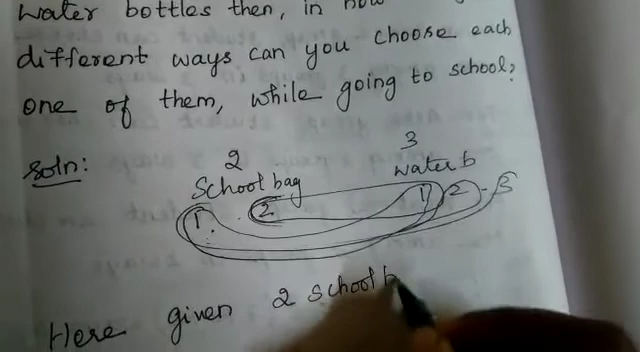 water bottles then, in how
different ways can you choose each
one of them, while going to school?
Soln:
2 3
School bag water b
1. 2 1 2 - 3
Here given 2 school b